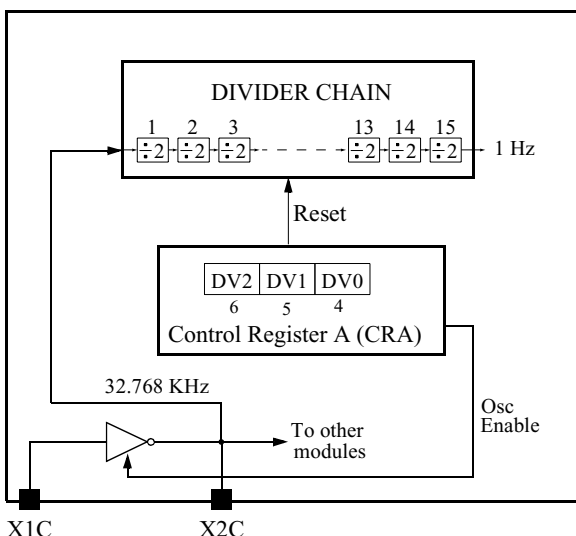 DIVIDER CHAIN
1 2 3 13 14 15
÷2 ÷2 ÷2 ÷2 ÷2 ÷2 1 Hz
Reset
DV2 DV1 DV0
6 5 4
Control Register A (CRA)
32.768 KHz
Osc
Enable
To other
modules
X1C X2C